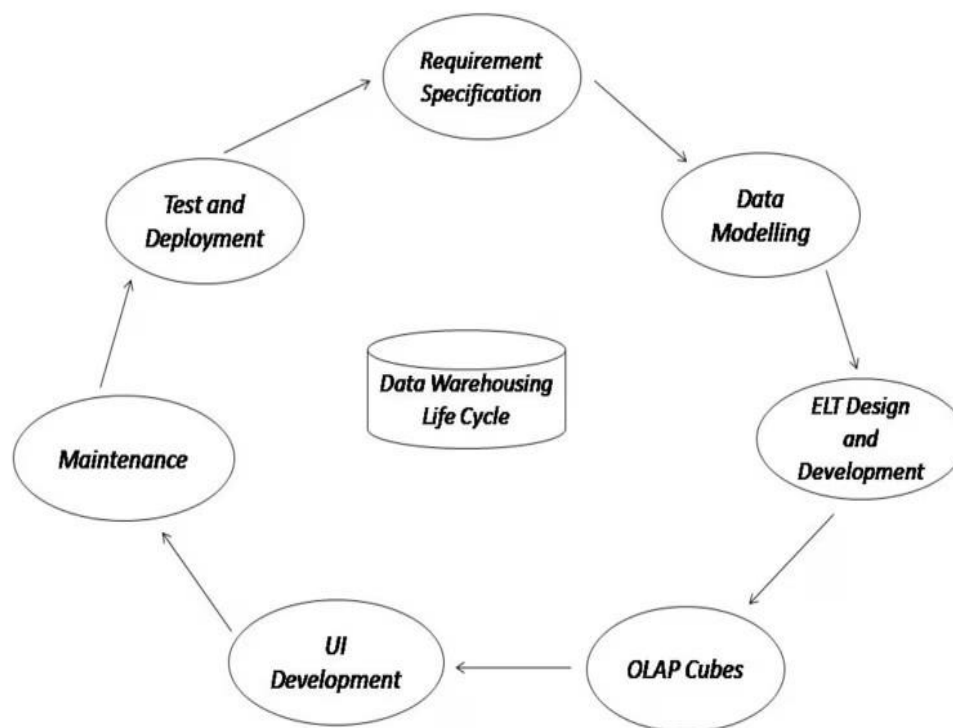 Requirement
Specification
Data
Modelling
ELT Design
and
Development
OLAP Cubes
UI
Development
Maintenance
Test and
Deployment
Data Warehousing
Life Cycle